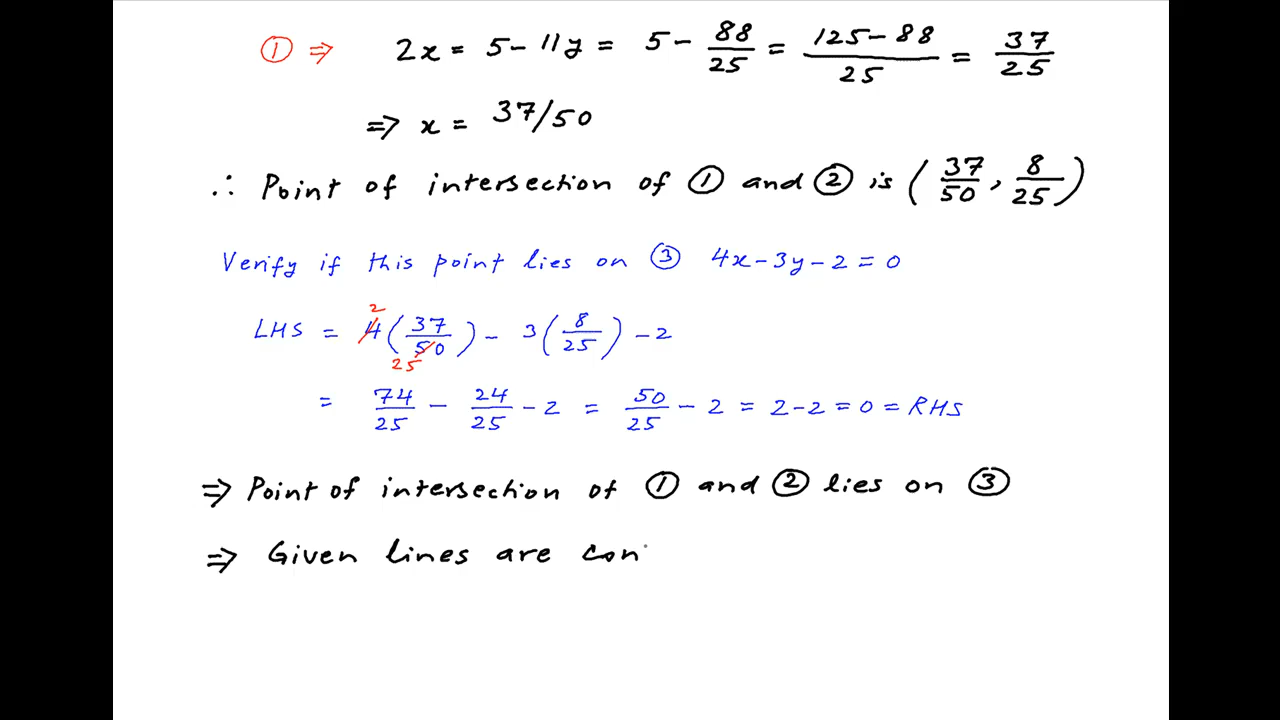 ① ⇒ 2x = 5 - 11y = 5 - 88/25 = (125 - 88)/25 = 37/25
⇒ x = 37/50
∴ Point of intersection of ① and ② is (37/50, 8/25)
Verify if this point lies on ③ 4x - 3y - 2 = 0
LHS = 4 2 (37/50 25) - 3(8/25) - 2
= 74/25 - 24/25 - 2 = 50/25 - 2 = 2 - 2 = 0 = RHS
⇒ Point of intersection of ① and ② lies on ③
⇒ Given lines are con